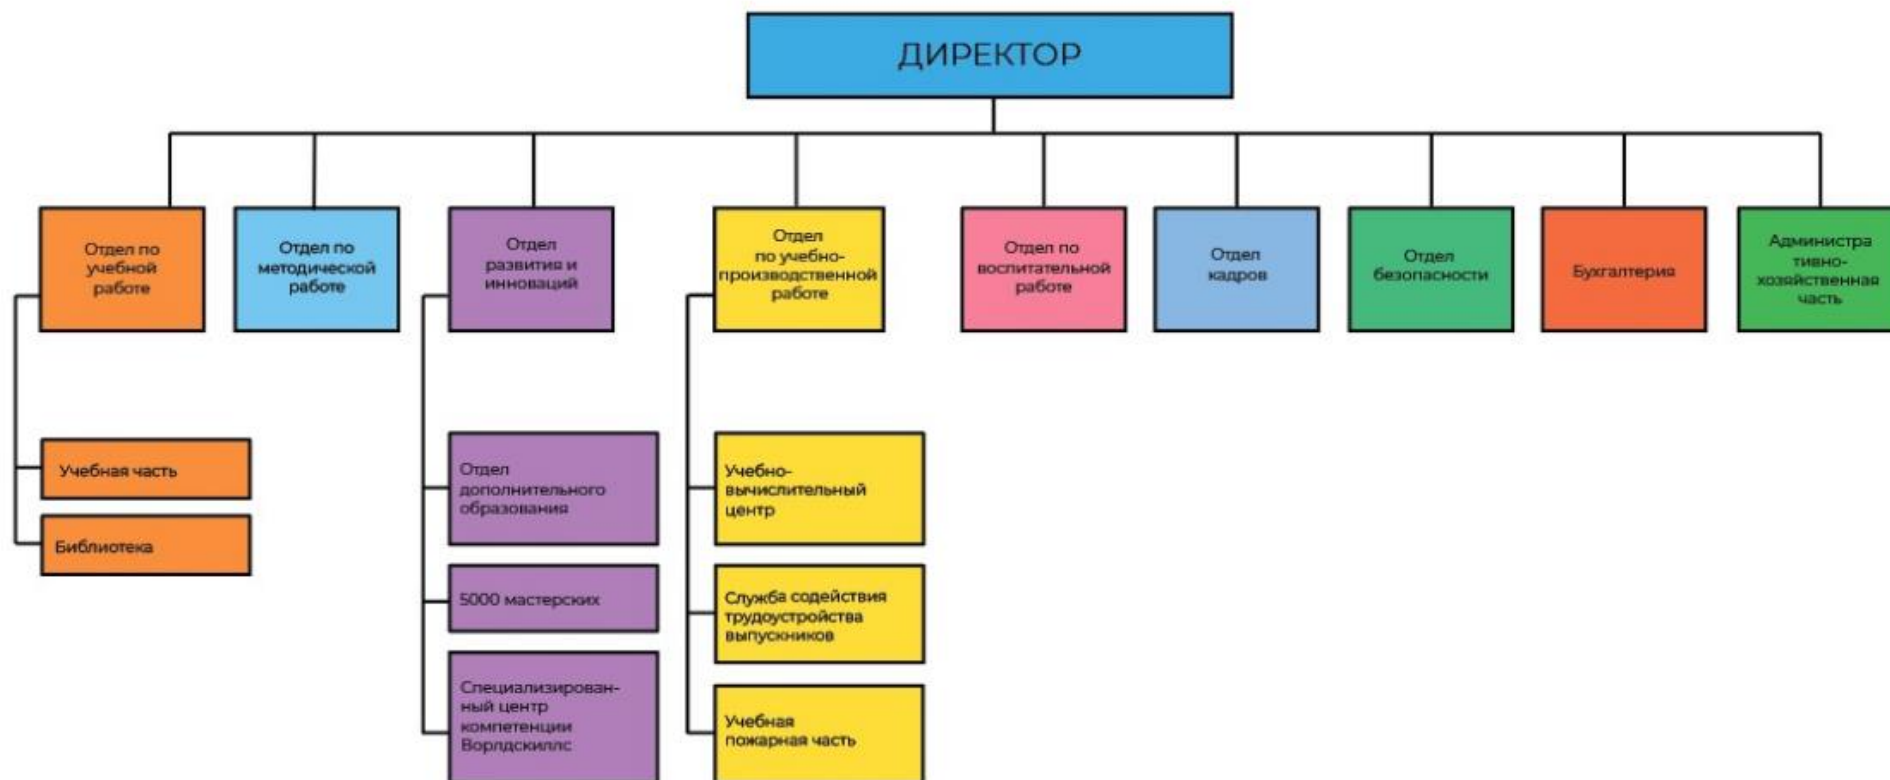 ДИРЕКТОР
Отдел по
учебной
работе
Отдел по
методической
работе
Отдел
развития и
инноваций
Отдел
по учебно-
производственной
работе
Отдел по
воспитательной
работе
Отдел
кадров
Отдел
безопасности
Бухгалтерия
Администра
тивно-
хозяйственная
часть
Учебная часть
Библиотека
Отдел
дополнительного
образования
5000 мастерских
Специализирован-
ный центр
компетенции
Ворлдскиллс
Учебно-
вычислительный
центр
Служба содействия
трудоустройства
выпускников
Учебная
пожарная часть